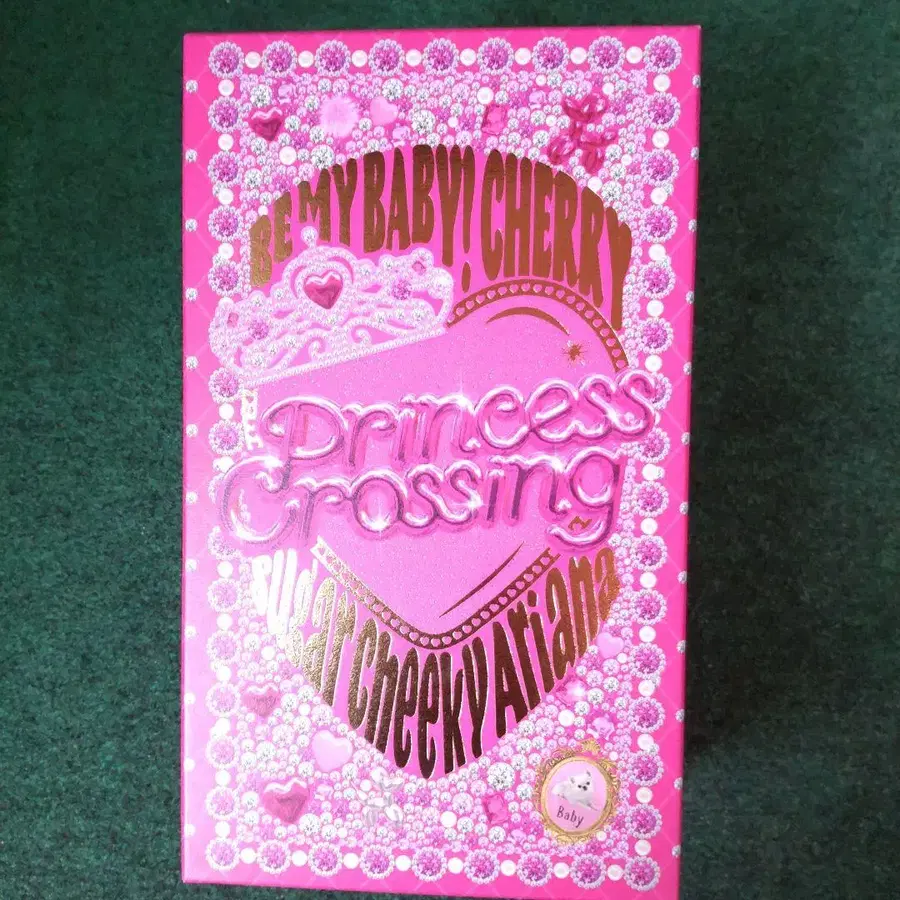 BE MY BABY! CHERRY
Princess
Crossing
Sugar Cheeky Ariana
Baby